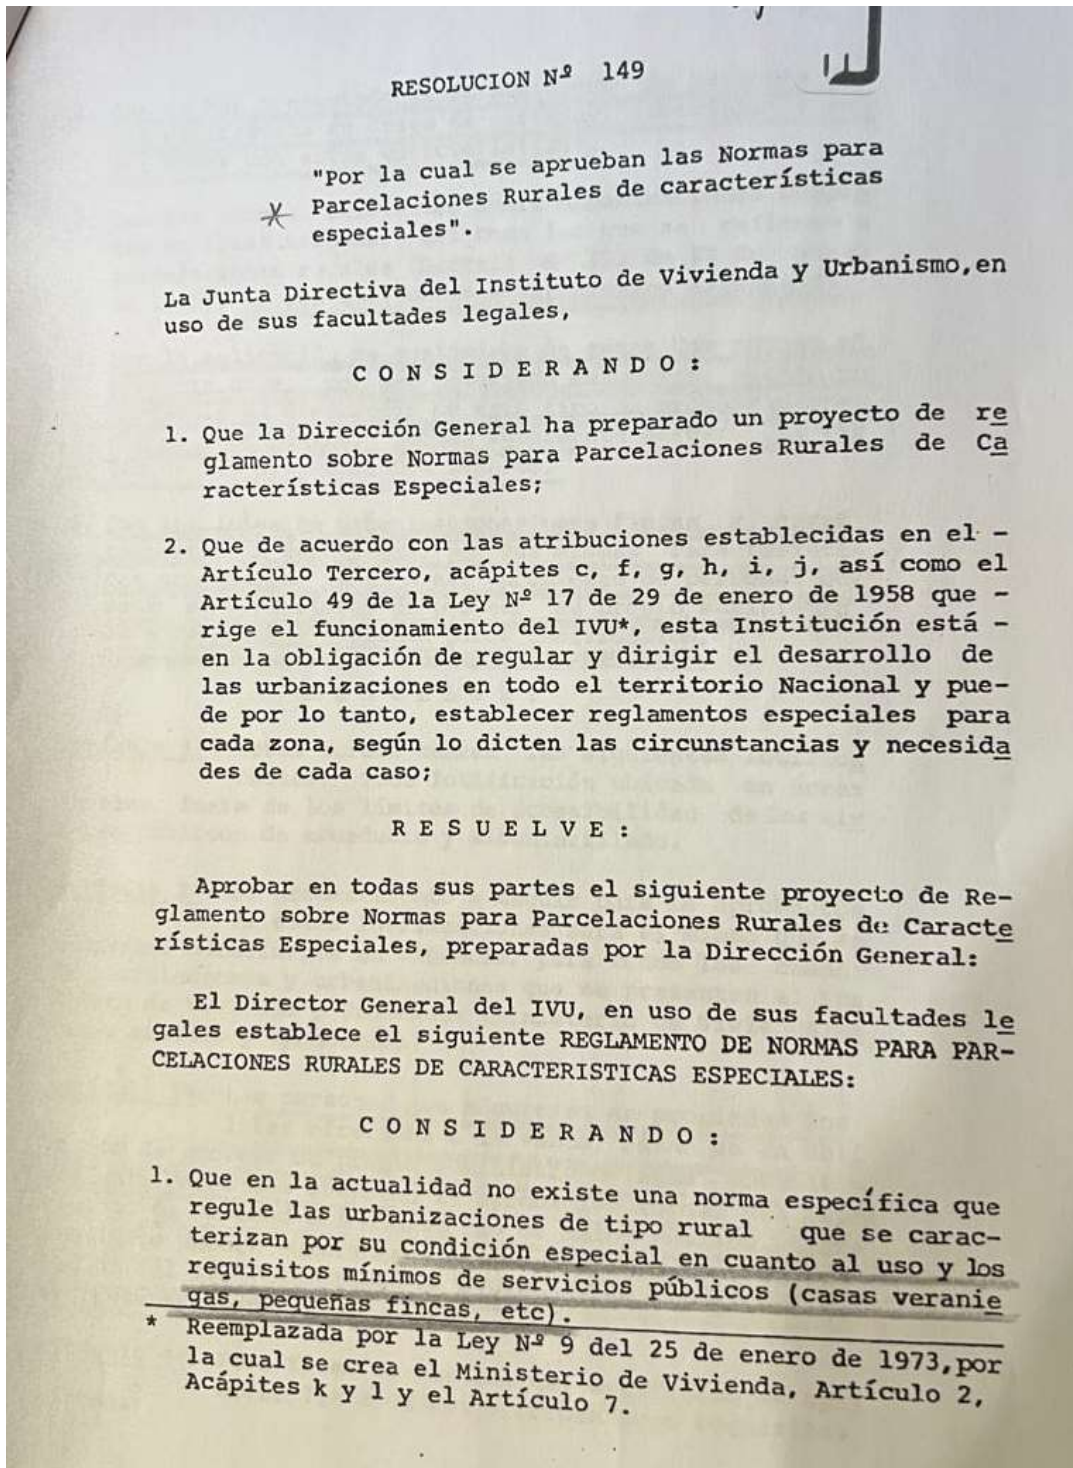 RESOLUCION Nº 149
"Por la cual se aprueban las Normas para
Parcelaciones Rurales de características
especiales".
La Junta Directiva del Instituto de Vivienda y Urbanismo, en
uso de sus facultades legales,
C O N S I D E R A N D O :
1. Que la Dirección General ha preparado un proyecto de re
glamento sobre Normas para Parcelaciones Rurales de Ca
racterísticas Especiales;
2. Que de acuerdo con las atribuciones establecidas en el -
Artículo Tercero, acápites c, f, g, h, i, j, así como el
Artículo 49 de la Ley Nº 17 de 29 de enero de 1958 que -
rige el funcionamiento del IVU*, esta Institución está -
en la obligación de regular y dirigir el desarrollo de
las urbanizaciones en todo el territorio Nacional y pue-
de por lo tanto, establecer reglamentos especiales para
cada zona, según lo dicten las circunstancias y necesida
des de cada caso;
R E S U E L V E :
Aprobar en todas sus partes el siguiente proyecto de Re-
glamento sobre Normas para Parcelaciones Rurales de Caracte
rísticas Especiales, preparadas por la Dirección General:
El Director General del IVU, en uso de sus facultades le
gales establece el siguiente REGLAMENTO DE NORMAS PARA PAR-
CELACIONES RURALES DE CARACTERISTICAS ESPECIALES:
C O N S I D E R A N D O :
1. Que en la actualidad no existe una norma específica que
regule las urbanizaciones de tipo rural que se carac-
terizan por su condición especial en cuanto al uso y los
requisitos mínimos de servicios públicos (casas veranie
gas, pequeñas fincas, etc).
* Reemplazada por la Ley Nº 9 del 25 de enero de 1973, por
la cual se crea el Ministerio de Vivienda, Artículo 2,
Acápites k y l y el Artículo 7.